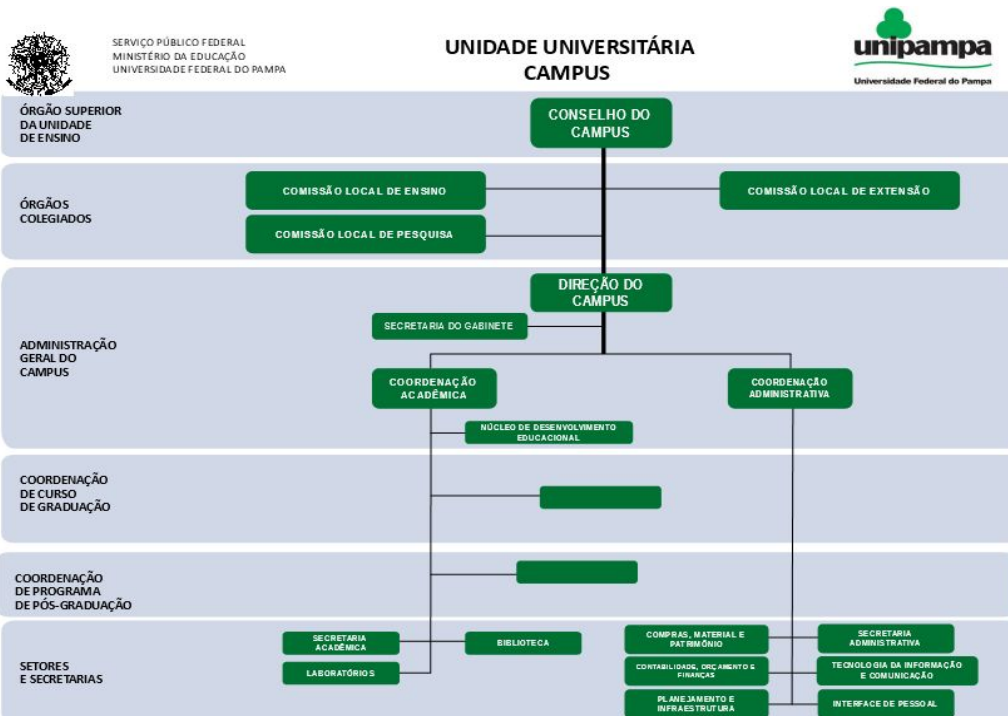 SERVIÇO PÚBLICO FEDERAL
MINISTÉRIO DA EDUCAÇÃO
UNIVERSIDADE FEDERAL DO PAMPA
UNIDADE UNIVERSITÁRIA
CAMPUS
unipampa
Universidade Federal do Pampa
ÓRGÃO SUPERIOR
DA UNIDADE
DE ENSINO
CONSELHO DO
CAMPUS
ÓRGÃOS
COLEGIADOS
COMISSÃO LOCAL DE ENSINO
COMISSÃO LOCAL DE EXTENSÃO
COMISSÃO LOCAL DE PESQUISA
ADMINISTRAÇÃO
GERAL DO
CAMPUS
DIREÇÃO DO
CAMPUS
SECRETARIA DO GABINETE
COORDENAÇÃO
ACADÊMICA
COORDENAÇÃO
ADMINISTRATIVA
NÚCLEO DE DESENVOLVIMENTO
EDUCACIONAL
COORDENAÇÃO
DE CURSO
DE GRADUAÇÃO
COORDENAÇÃO
DE PROGRAMA
DE PÓS-GRADUAÇÃO
SETORES
E SECRETARIAS
SECRETARIA
ACADÊMICA
BIBLIOTECA
LABORATÓRIOS
COMPRAS, MATERIAL E
PATRIMÔNIO
SECRETARIA
ADMINISTRATIVA
CONTABILIDADE, ORÇAMENTO E
FINANÇAS
TECNOLOGIA DA INFORMAÇÃO
E COMUNICAÇÃO
PLANEJAMENTO E
INFRAESTRUTURA
INTERFACE DE PESSOAL